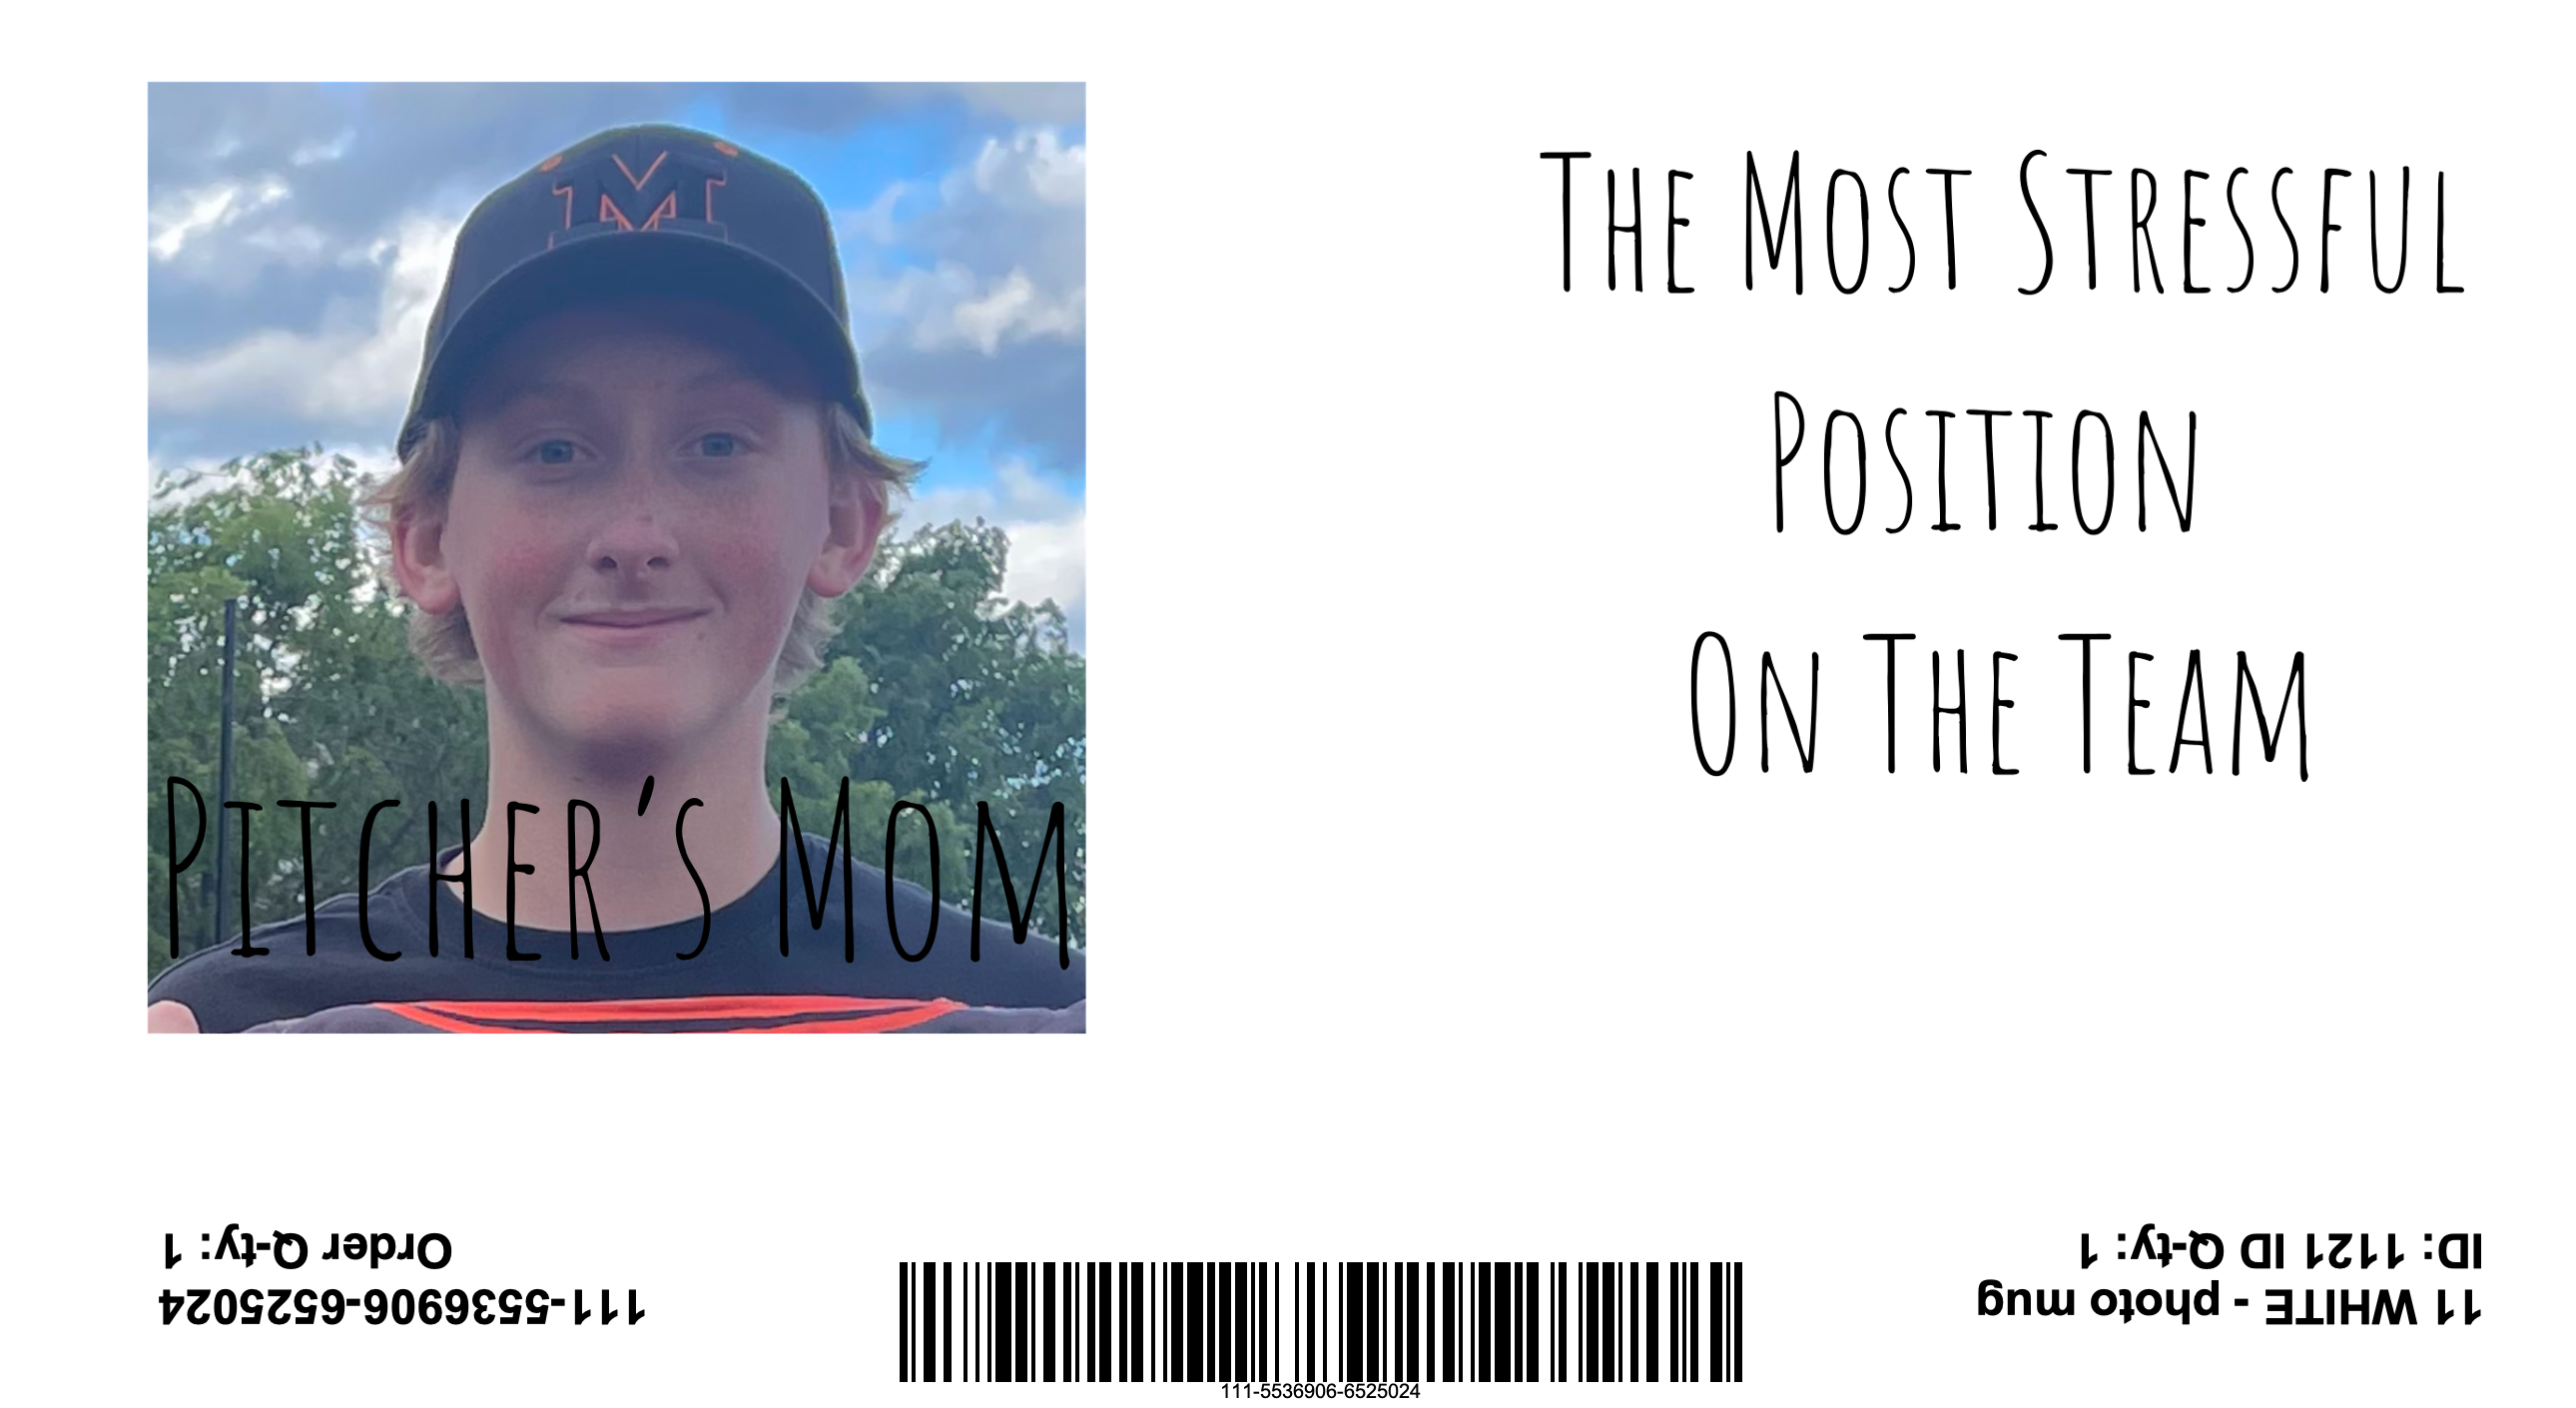 M
PITCHER'S MOM
THE MOST STRESSFUL
POSITION
ON THE TEAM
111-5536906-6525024
Order Q-ty: 1
111-5536906-6525024
11 WHITE - photo mug
ID: 1121 ID Q-ty: 1